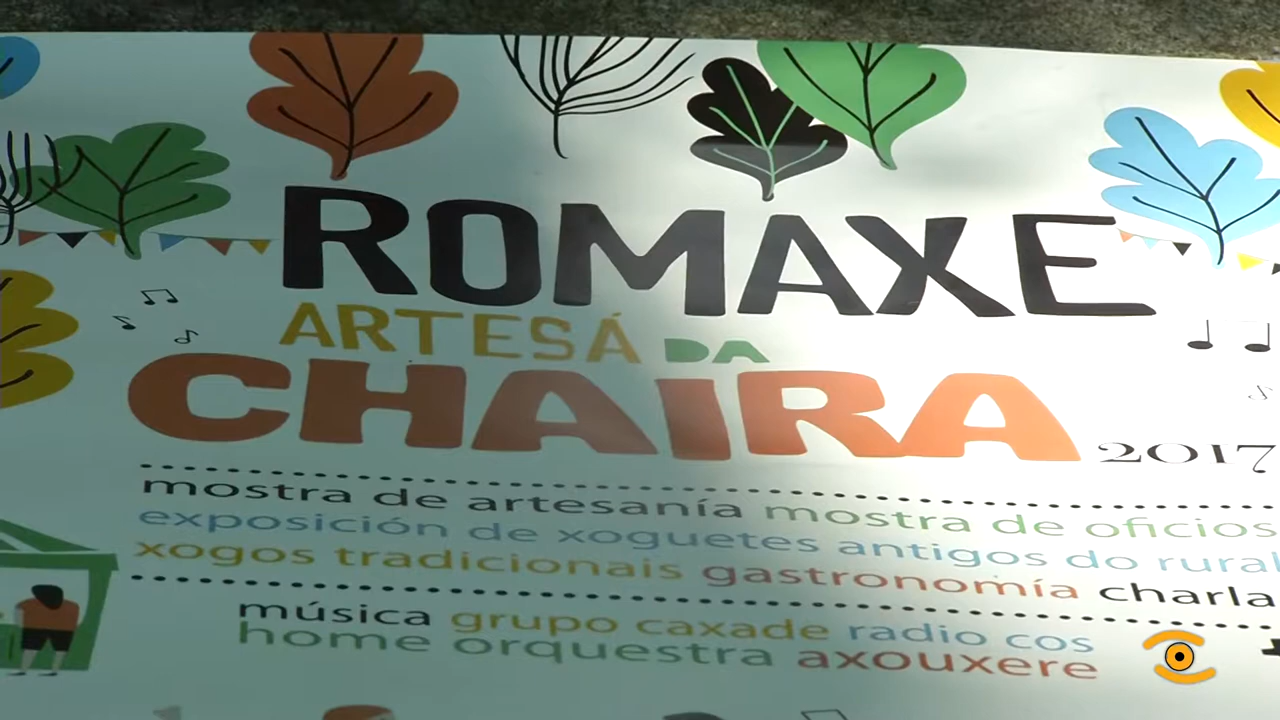 ROMAXE
ARTESÁ DA
CHAIRA 2017
mostra de artesanía mostra de oficios
exposición de xoguetes antigos do rural
xogos tradicionais gastronomía charla
música grupo caxade radio cos
home orquestra axouxere